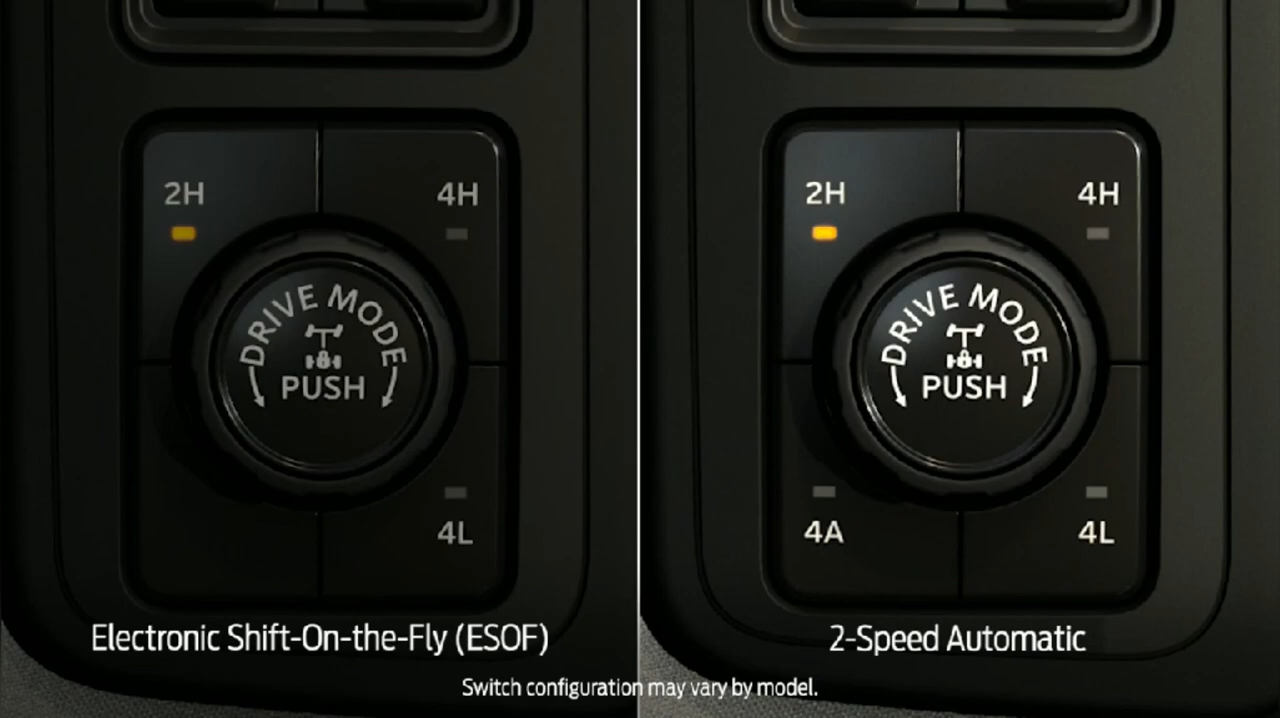 2H
4H
DRIVE MODE
PUSH
4L
Electronic Shift-On-the-Fly (ESOF)
2H
4H
DRIVE MODE
PUSH
4A
4L
2-Speed Automatic
Switch configuration may vary by model.